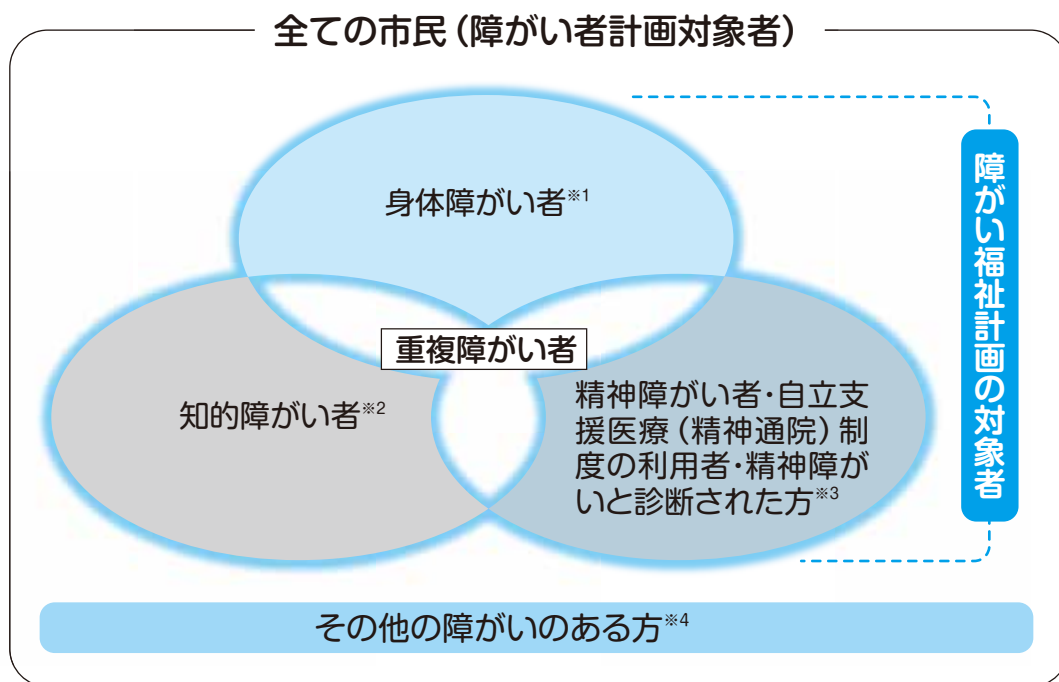 全ての市民（障がい者計画対象者）
身体障がい者※1
重複障がい者
知的障がい者※2
精神障がい者・自立支
援医療（精神通院）制
度の利用者・精神障が
いと診断された方※3
障がい福祉計画の対象者
その他の障がいのある方※4